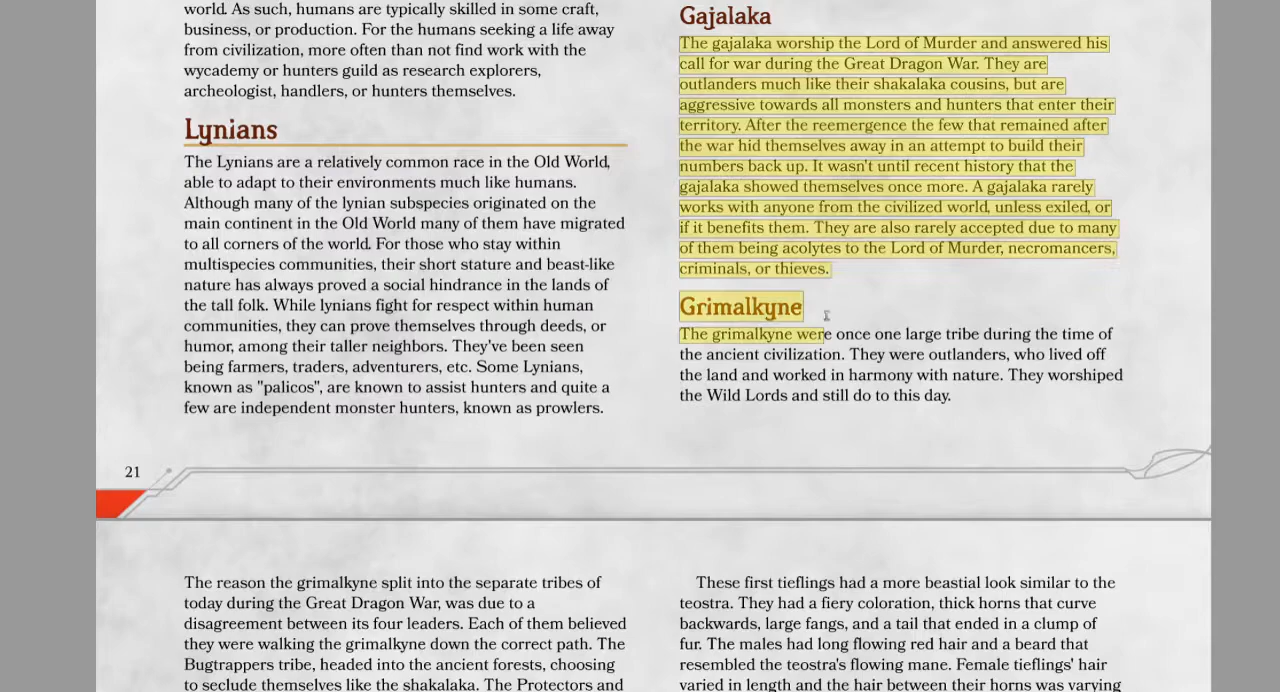 world. As such, humans are typically skilled in some craft,
business, or production. For the humans seeking a life away
from civilization, more often than not find work with the
wycademy or hunters guild as research explorers,
archeologist, handlers, or hunters themselves.
Lynians
The Lynians are a relatively common race in the Old World,
able to adapt to their environments much like humans.
Although many of the lynian subspecies originated on the
main continent in the Old World many of them have migrated
to all corners of the world. For those who stay within
multispecies communities, their short stature and beast-like
nature has always proved a social hindrance in the lands of
the tall folk. While lynians fight for respect within human
communities, they can prove themselves through deeds, or
humor, among their taller neighbors. They've been seen
being farmers, traders, adventurers, etc. Some Lynians,
known as "palicos", are known to assist hunters and quite a
few are independent monster hunters, known as prowlers.
Gajalaka
The gajalaka worship the Lord of Murder and answered his
call for war during the Great Dragon War. They are
outlanders much like their shakalaka cousins, but are
aggressive towards all monsters and hunters that enter their
territory. After the reemergence the few that remained after
the war hid themselves away in an attempt to build their
numbers back up. It wasn't until recent history that the
gajalaka showed themselves once more. A gajalaka rarely
works with anyone from the civilized world, unless exiled, or
if it benefits them. They are also rarely accepted due to many
of them being acolytes to the Lord of Murder, necromancers,
criminals, or thieves.
Grimalkyne
The grimalkyne were once one large tribe during the time of
the ancient civilization. They were outlanders, who lived off
the land and worked in harmony with nature. They worshiped
the Wild Lords and still do to this day.
21
The reason the grimalkyne split into the separate tribes of
today during the Great Dragon War, was due to a
disagreement between its four leaders. Each of them believed
they were walking the grimalkyne down the correct path. The
Bugtrappers tribe, headed into the ancient forests, choosing
to seclude themselves like the shakalaka. The Protectors and
These first tieflings had a more beastial look similar to the
teostra. They had a fiery coloration, thick horns that curve
backwards, large fangs, and a tail that ended in a clump of
fur. The males had long flowing red hair and a beard that
resembled the teostra's flowing mane. Female tieflings' hair
varied in length and the hair between their horns was varying